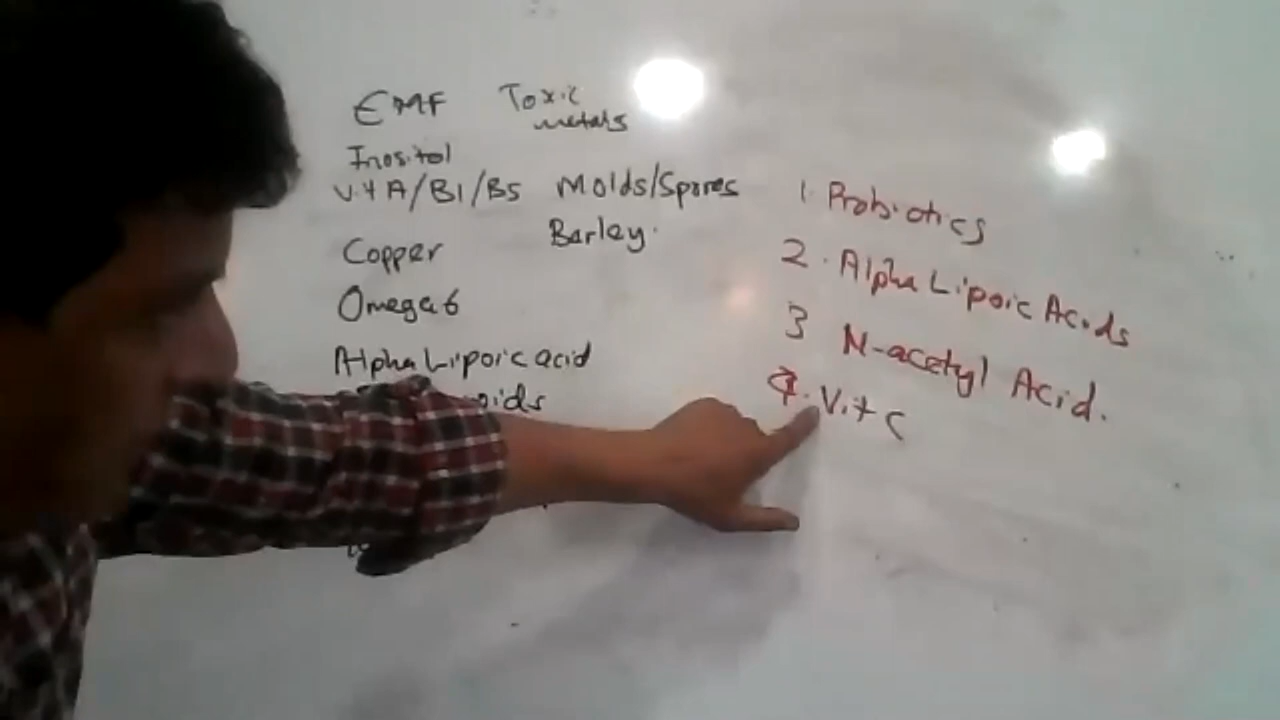 EMF
Toxic
metals
Inositol
Vit A/B1/B5
Molds/Spores
Barley.
Copper
Omega 6
Alpha Lipoic acid
1. Probiotics
2. Alpha Lipoic Acids
3 N-acetyl Acid.
4. Vit C